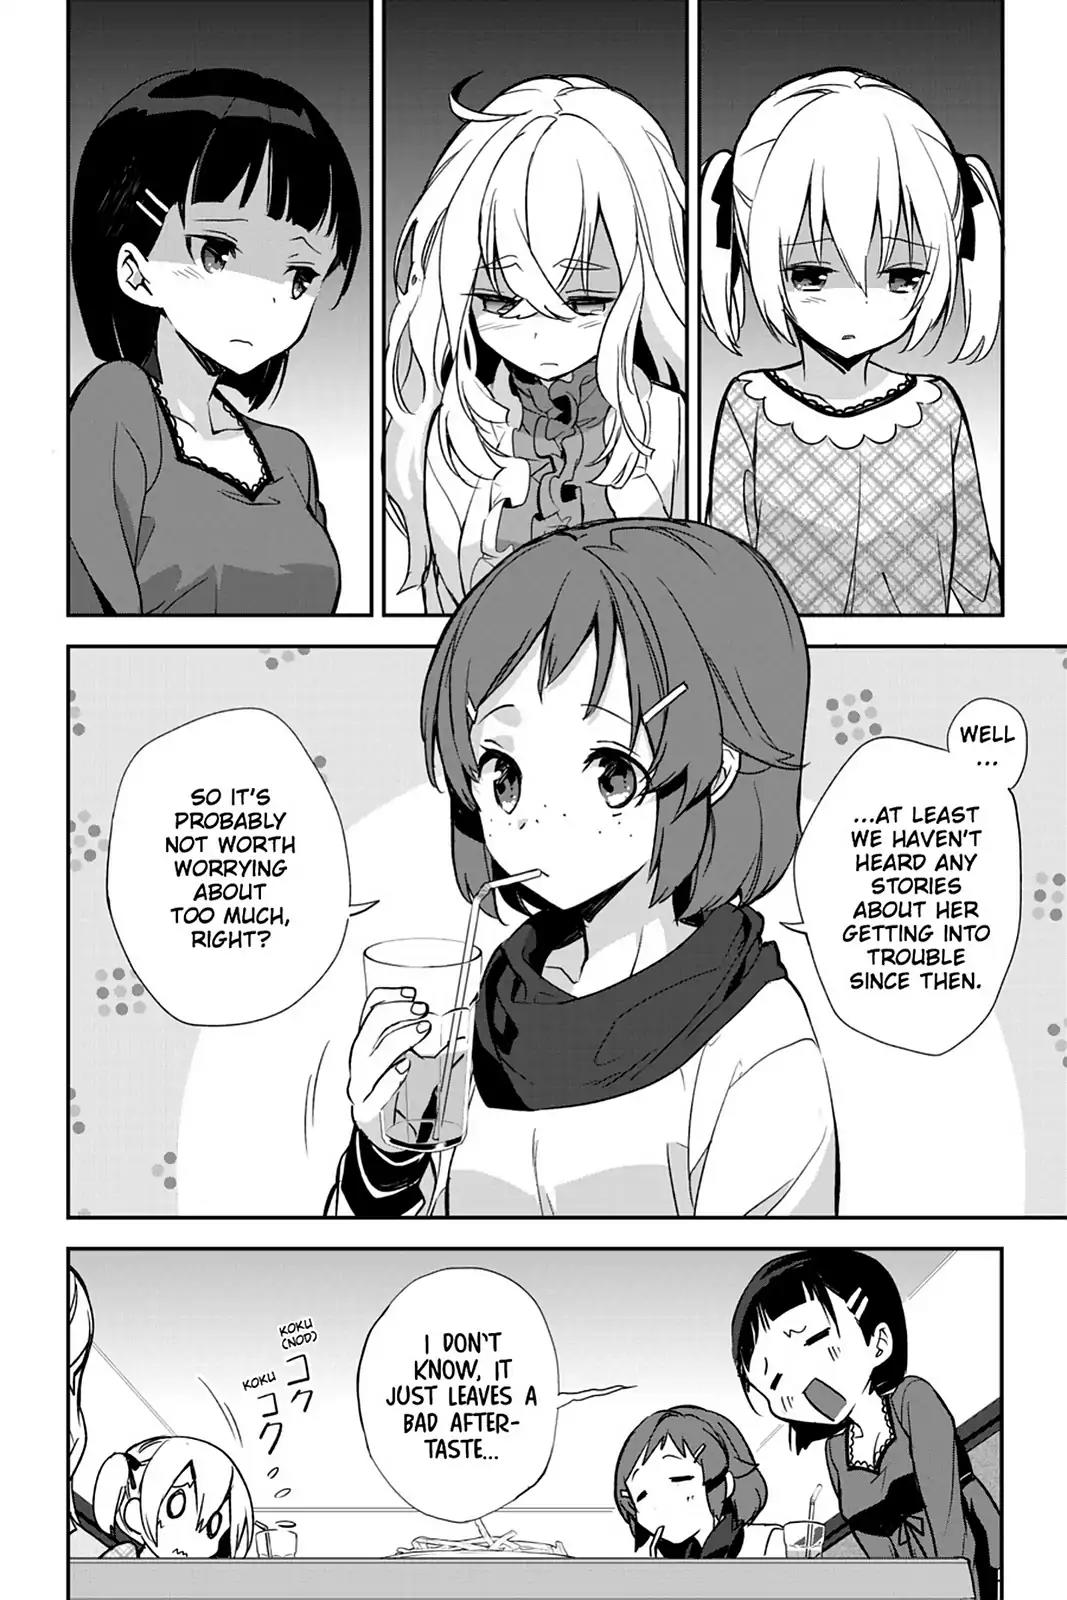 WELL
...
...AT LEAST
WE HAVEN'T
HEARD ANY
STORIES
ABOUT HER
GETTING INTO
TROUBLE
SINCE THEN.
SO IT'S
PROBABLY
NOT WORTH
WORRYING
ABOUT
TOO MUCH,
RIGHT?
I DON'T
KNOW, IT
JUST LEAVES A
BAD AFTER-
TASTE...
KOKU
(NOD)
コク
KOKU
コク